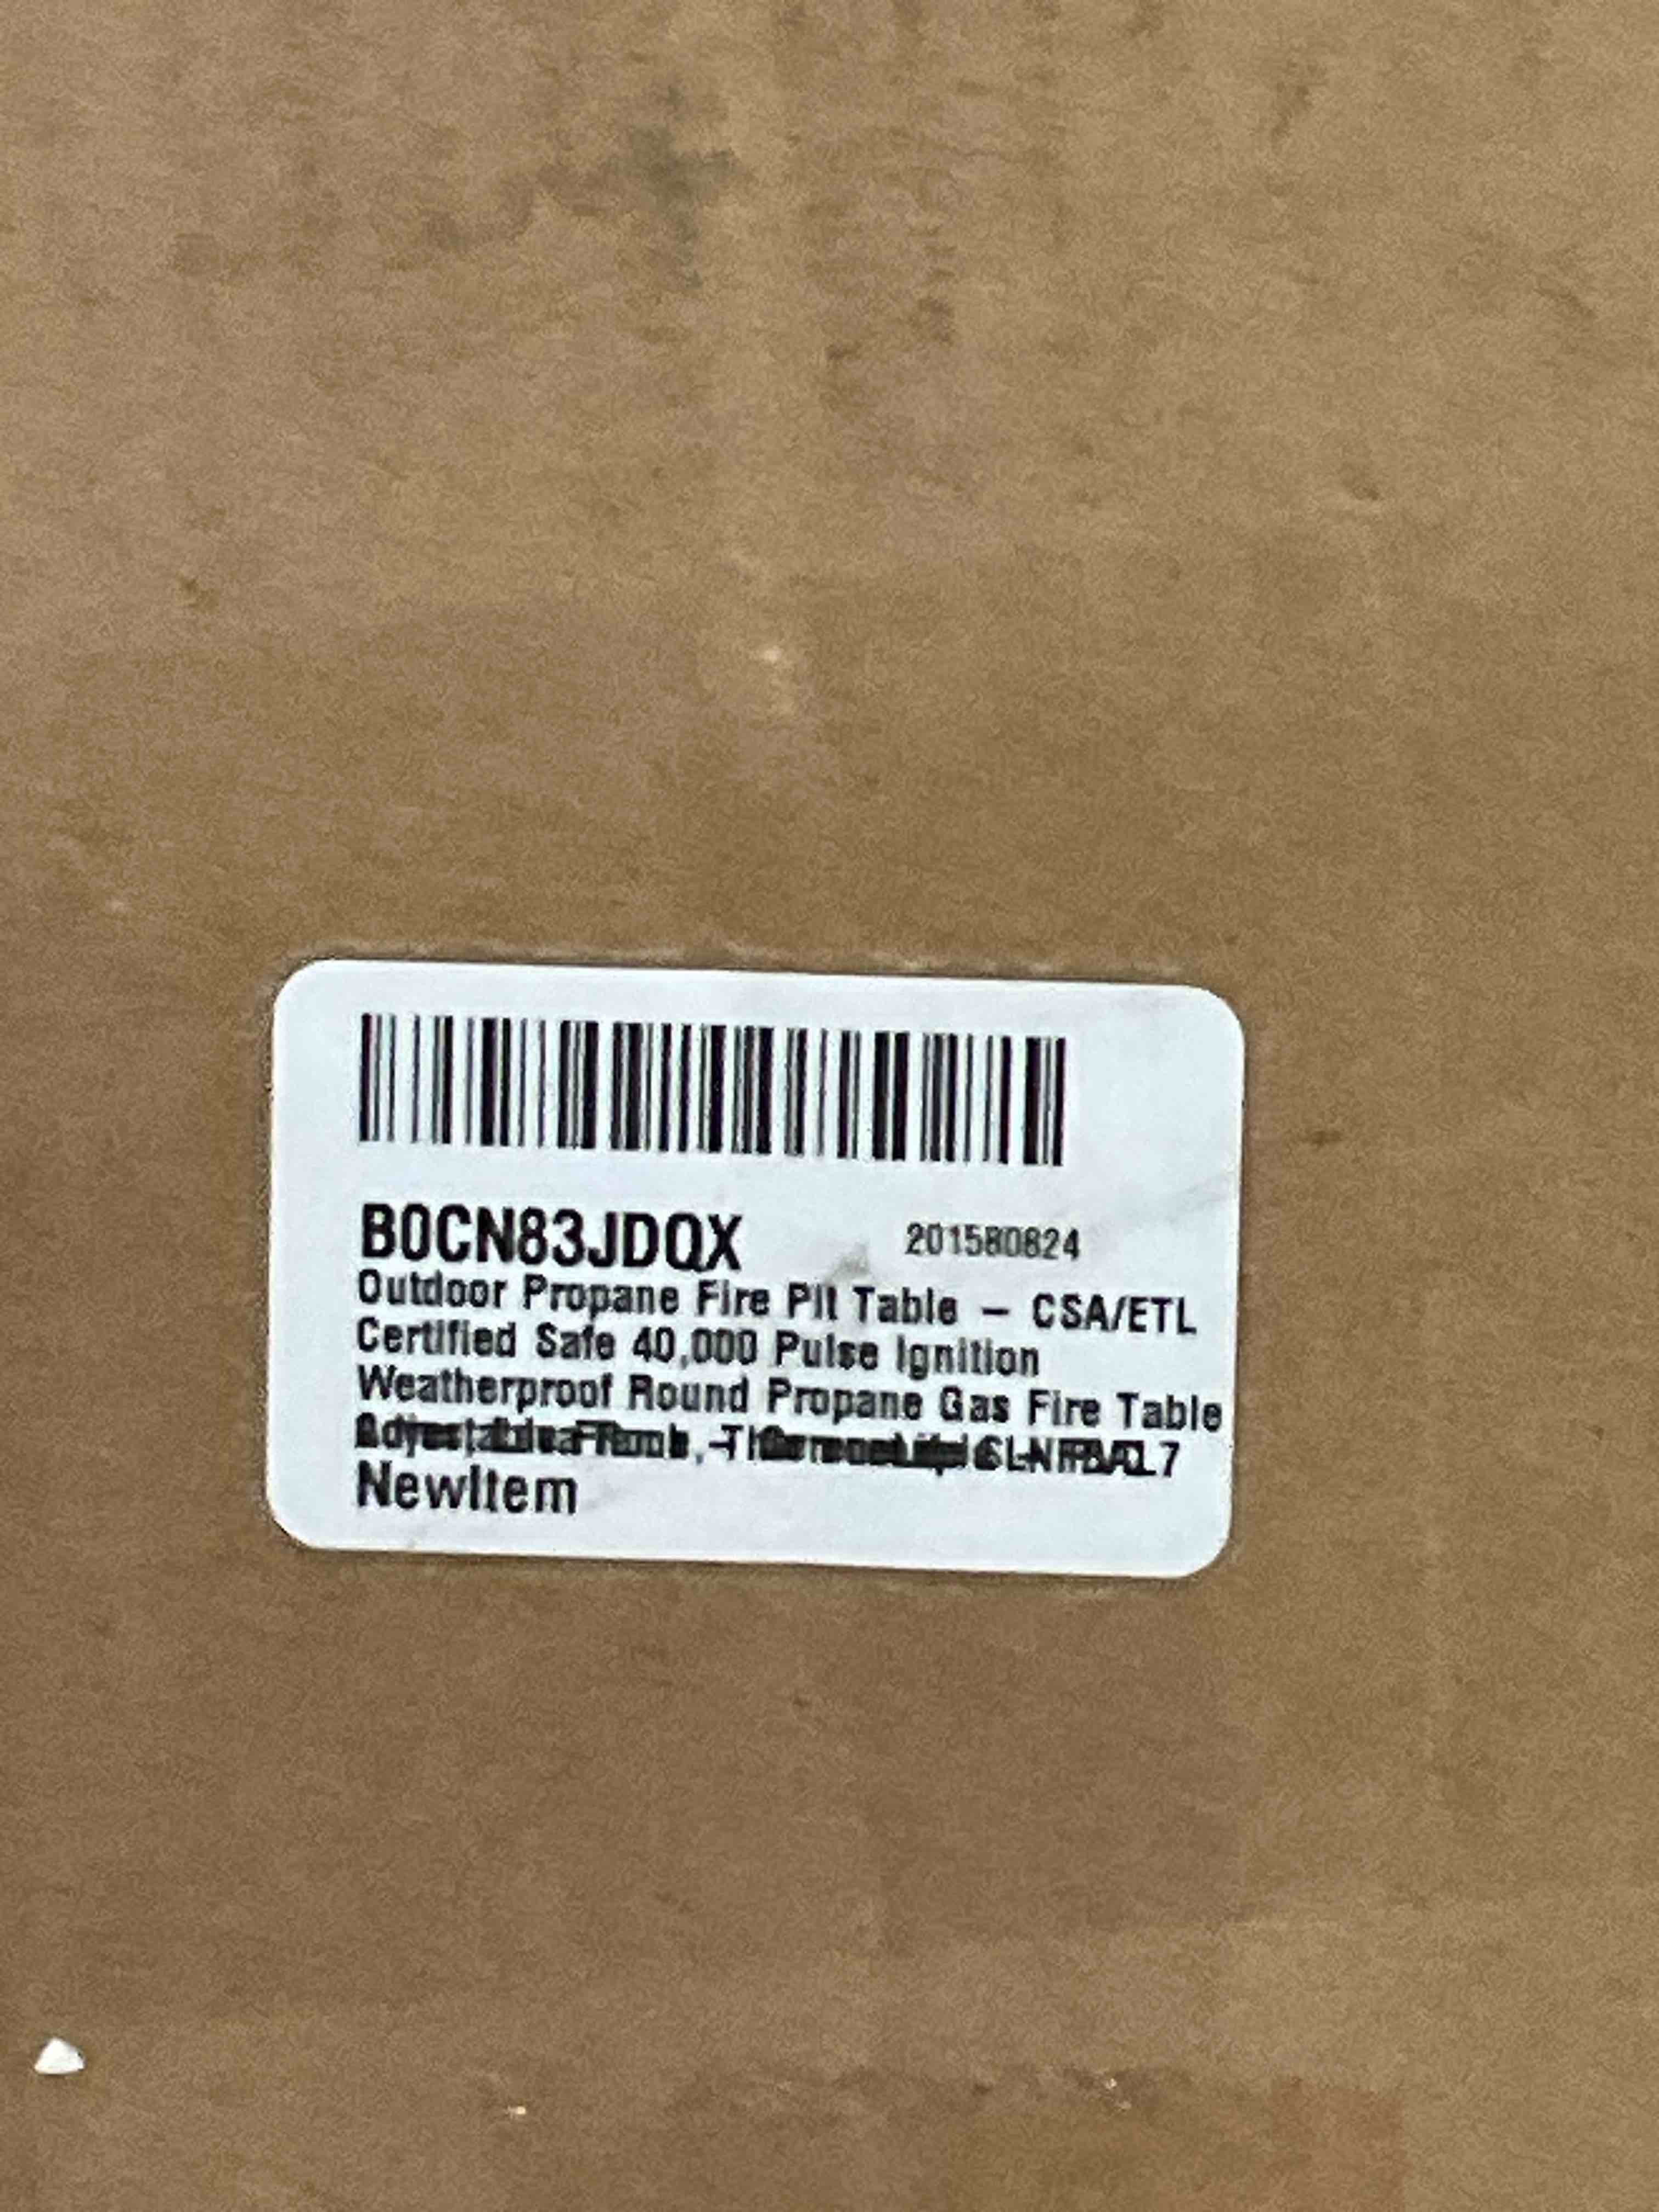 B0CN83JDQX 201580824
Outdoor Propane Fire Pit Table – CSA/ETL
Certified Safe 40,000 Pulse Ignition
Weatherproof Round Propane Gas Fire Table
NewItem